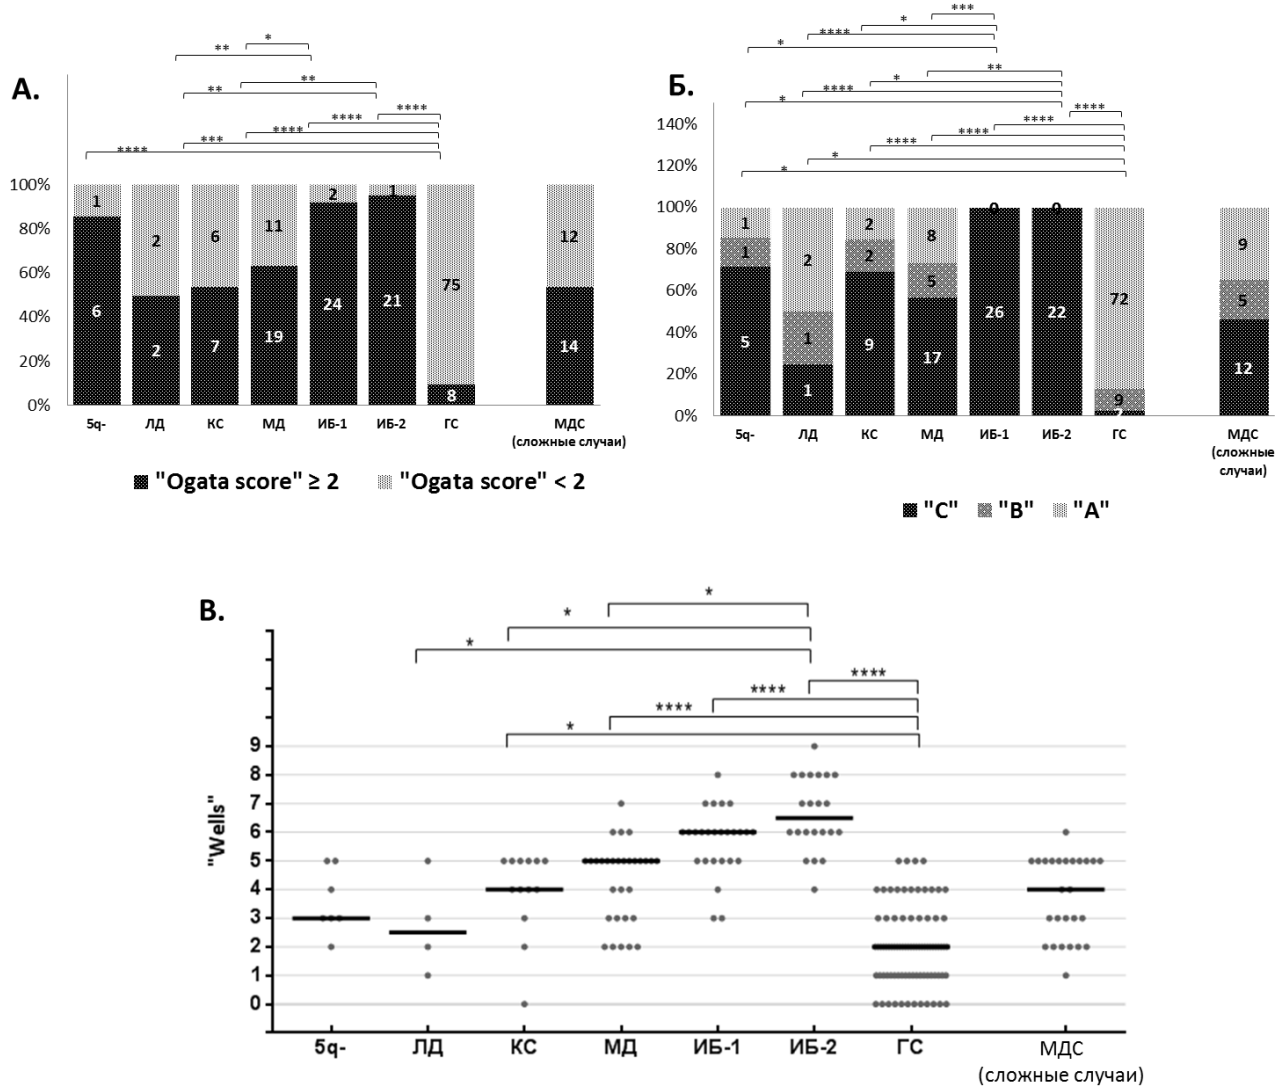 А.
*
**
**
**
****
****
****
***
****
100%
80%
60%
40%
20%
0%
1
2
6
11
2
1
75
12
6
2
7
19
24
21
8
14
5q-
ЛД
КС
МД
ИБ-1
ИБ-2
ГС
МДС
(сложные случаи)
"Ogata score" ≥ 2
"Ogata score" < 2
Б.
***
*
****
*
**
*
****
*
****
****
****
****
*
*
140%
120%
100%
80%
60%
40%
20%
0%
1
2
2
8
0
0
72
9
1
1
2
5
9
5
5
1
9
17
26
22
2
12
5q-
ЛД
КС
МД
ИБ-1
ИБ-2
ГС
МДС
(сложные
случаи)
"C"
"B"
"A"
В.
*
*
*
****
****
****
*
"Wells"
9
8
7
6
5
4
3
2
1
0
5q-
ЛД
КС
МД
ИБ-1
ИБ-2
ГС
МДС
(сложные случаи)